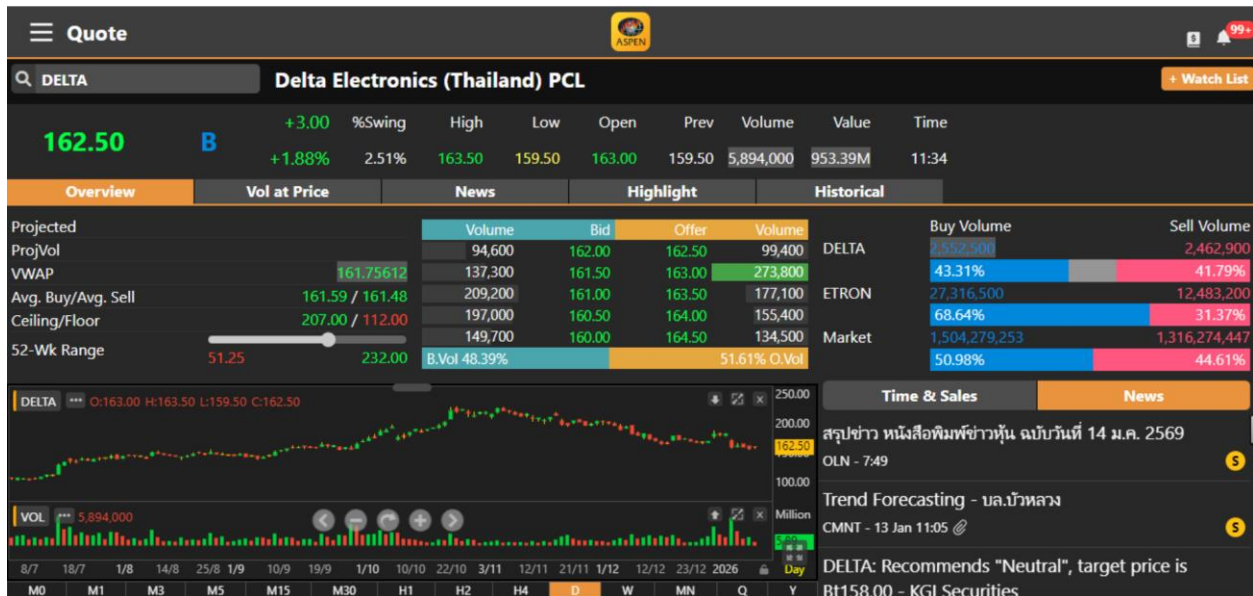 Quote
ASPEN
99+
DELTA
Delta Electronics (Thailand) PCL
+ Watch List
162.50 B +3.00 %Swing High Low Open Prev Volume Value Time
+1.88% 2.51% 163.50 159.50 163.00 159.50 5,894,000 953.39M 11:34
Overview Vol at Price News Highlight Historical
Projected
ProjVol
VWAP 161.75612
Avg. Buy/Avg. Sell 161.59 / 161.48
Ceiling/Floor 207.00 / 112.00
52-Wk Range 51.25 232.00
Volume Bid Offer Volume
94,600 162.00 162.50 99,400
137,300 161.50 163.00 273,800
209,200 161.00 163.50 177,100
197,000 160.50 164.00 155,400
149,700 160.00 164.50 134,500
B.Vol 48.39% 51.61% O.Vol
Buy Volume Sell Volume
DELTA 2,552,500 2,462,900
43.31% 41.79%
ETRON 27,316,500 12,483,200
68.64% 31.37%
Market 1,504,279,253 1,316,274,447
50.98% 44.61%
DELTA O:163.00 H:163.50 L:159.50 C:162.50
250.00
200.00
162.50
100.00
VOL 5,894,000
Million
8/7 18/7 1/8 14/8 25/8 1/9 10/9 19/9 1/10 10/10 22/10 3/11 12/11 21/11 1/12 12/12 23/12 2026 Day
M0 M1 M3 M5 M15 M30 H1 H2 H4 D W MN Q Y
Time & Sales News
สรุปข่าว หนังสือพิมพ์ข่าวหุ้น ฉบับวันที่ 14 ม.ค. 2569
OLN - 7:49
S
Trend Forecasting - บล.บัวหลวง
CMNT - 13 Jan 11:05
S
DELTA: Recommends "Neutral", target price is
Bt158.00 - KGI Securities